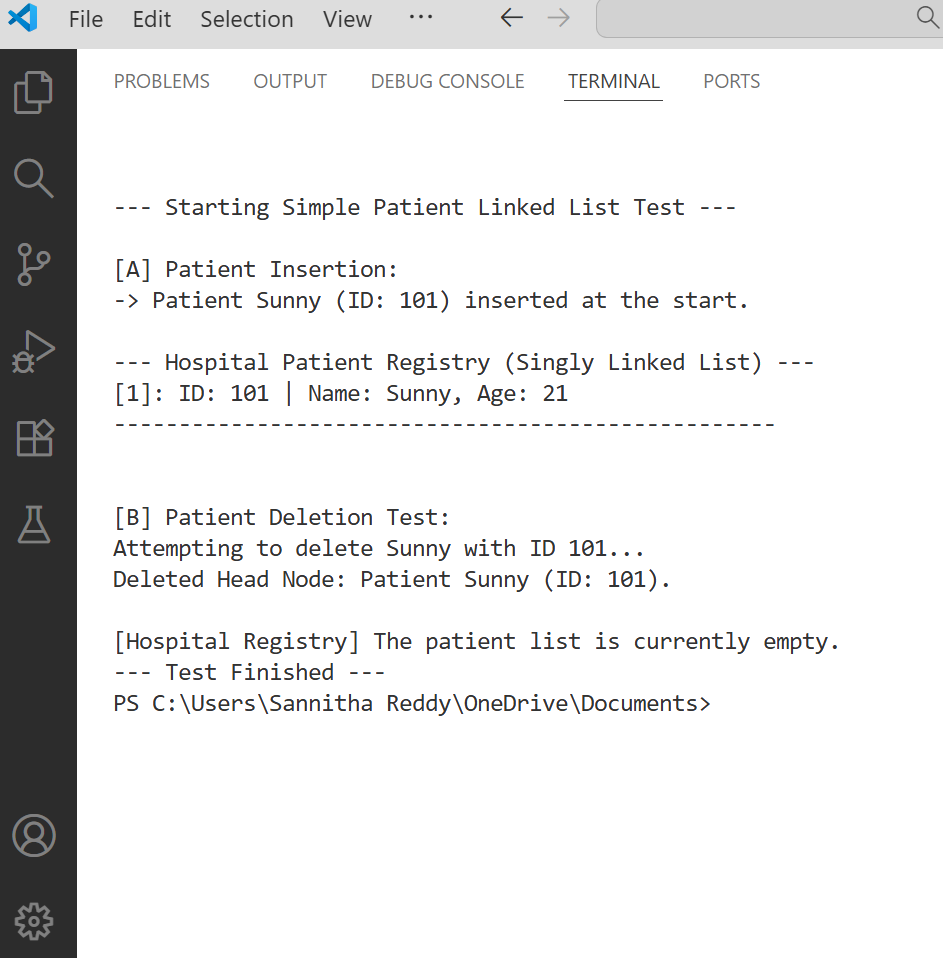 File Edit Selection View ...
PROBLEMS OUTPUT DEBUG CONSOLE TERMINAL PORTS
--- Starting Simple Patient Linked List Test ---
[A] Patient Insertion:
-> Patient Sunny (ID: 101) inserted at the start.
--- Hospital Patient Registry (Singly Linked List) ---
[1]: ID: 101 | Name: Sunny, Age: 21
---------------------------------------------------
[B] Patient Deletion Test:
Attempting to delete Sunny with ID 101...
Deleted Head Node: Patient Sunny (ID: 101).
[Hospital Registry] The patient list is currently empty.
--- Test Finished ---
PS C:\Users\Sannitha Reddy\OneDrive\Documents>